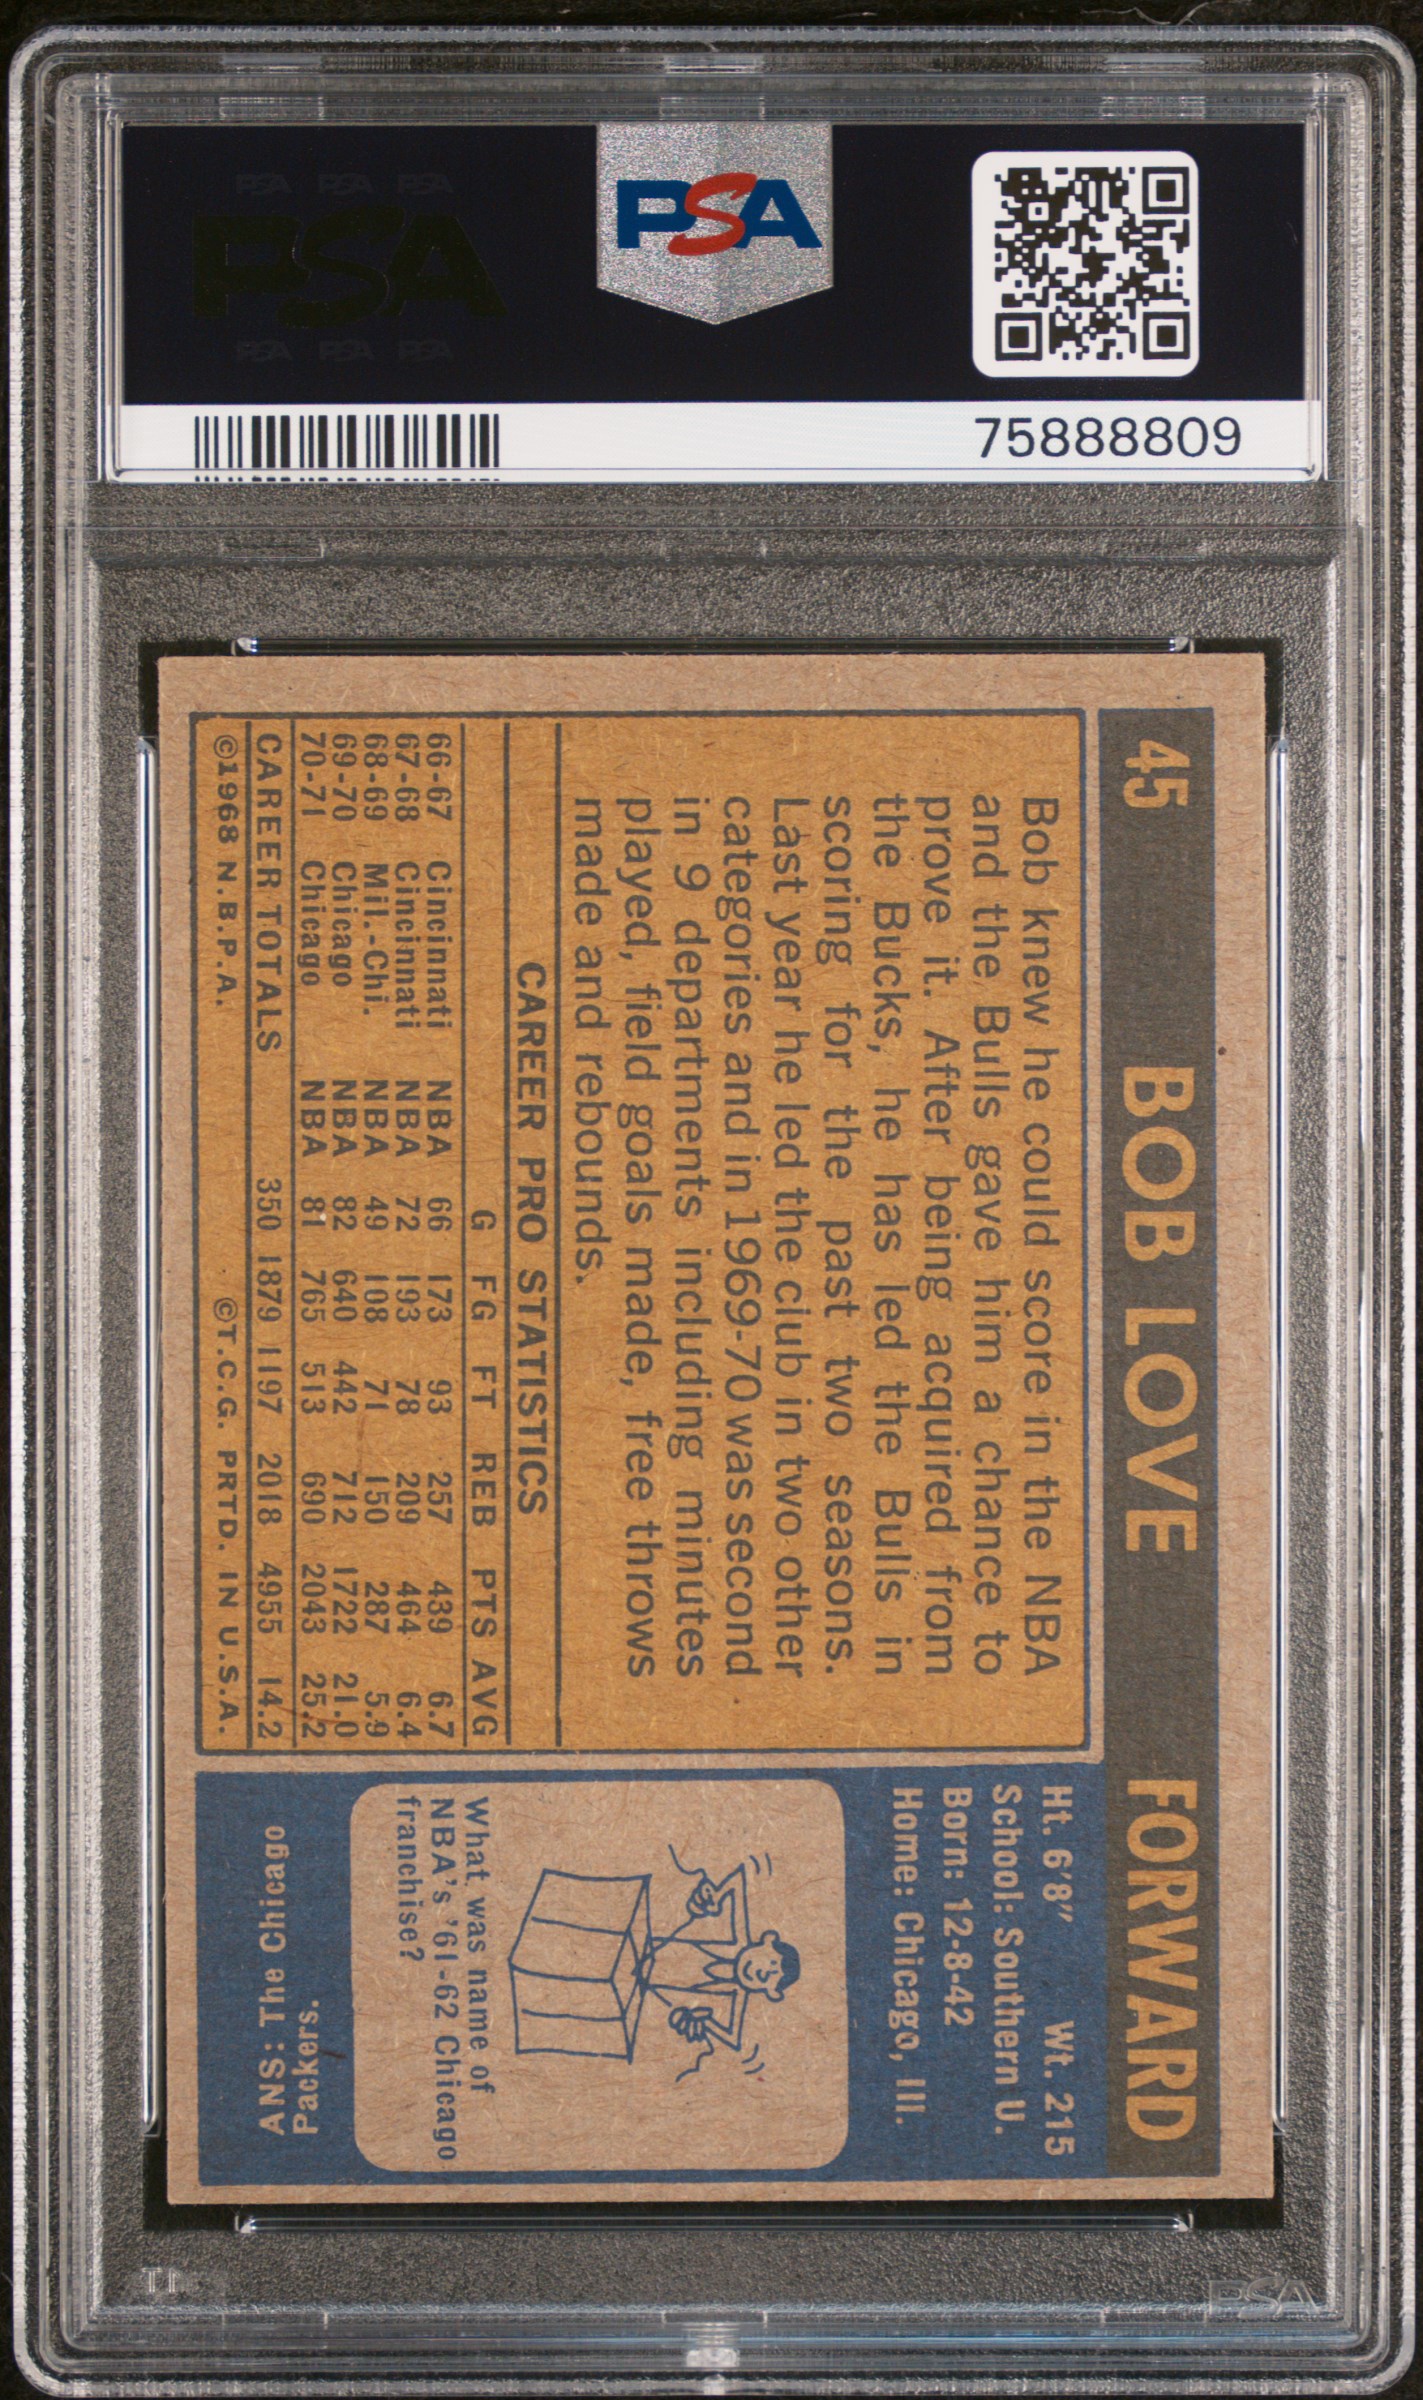 PSA PSA PSA
PSA
PSA PSA PSA
PSA
75888809
45 BOB LOVE FORWARD
Bob knew he could score in the NBA
and the Bulls gave him a chance to
prove it. After being acquired from
the Bucks, he has led the Bulls in
scoring for the past two seasons.
Last year he led the club in two other
categories and in 1969-70 was second
in 9 departments including minutes
played, field goals made, free throws
made and rebounds.
CAREER PRO STATISTICS
G FG FT REB PTS AVG
66-67 Cincinnati NBA 66 173 93 257 439 6.7
67-68 Cincinnati NBA 72 193 78 209 464 6.4
68-69 Mil.-Chi. NBA 49 108 71 150 287 5.9
69-70 Chicago NBA 82 640 442 712 1722 21.0
70-71 Chicago NBA 81 765 513 690 2043 25.2
CAREER TOTALS 350 1879 1197 2018 4955 14.2
©1968 N.B.P.A. ©T.C.G. PRTD. IN U.S.A.
Ht. 6'8" Wt. 215
School: Southern U.
Born: 12-8-42
Home: Chicago, Ill.
What was name of
NBA's '61-62 Chicago
franchise?
ANS: The Chicago
Packers.
PSA